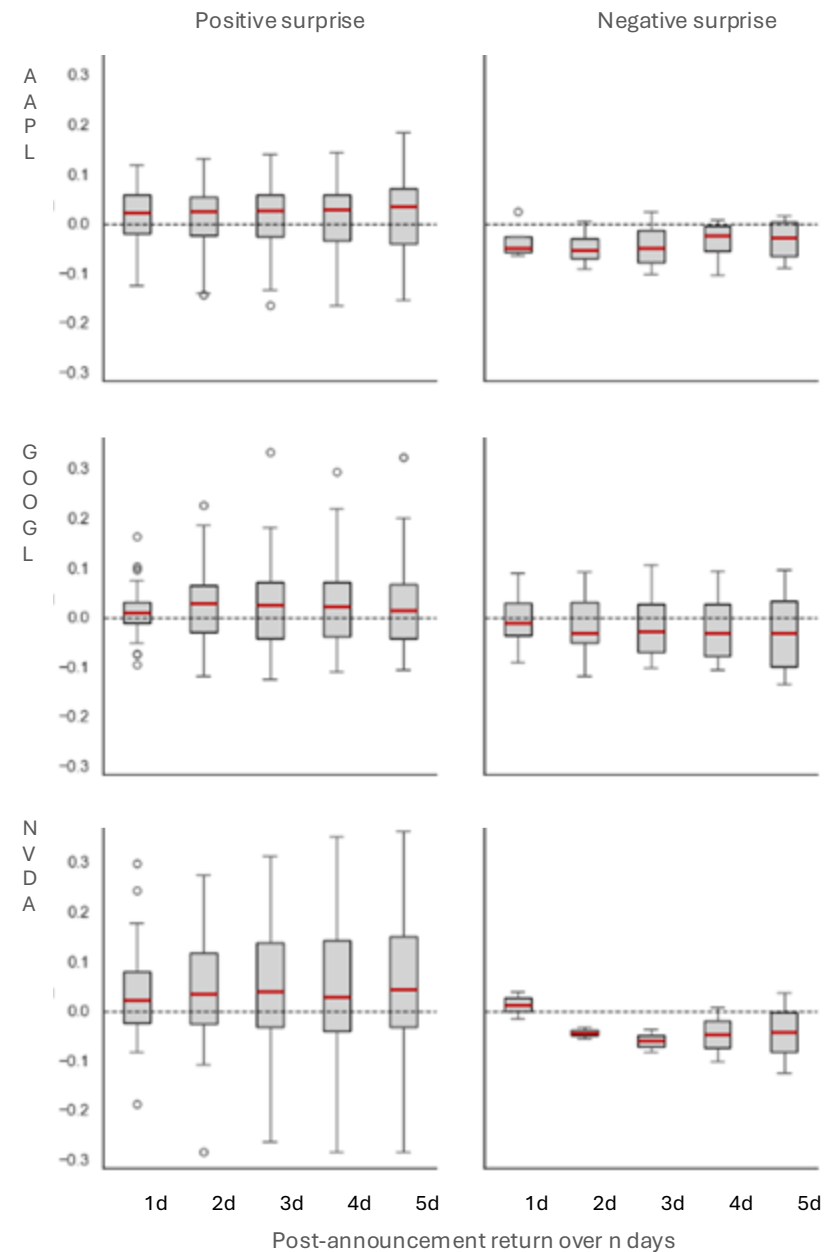 Positive surprise
Negative surprise
A
A
P
L
0.3
0.2
0.1
0.0
−0.1
−0.2
−0.3
G
O
O
G
L
0.3
0.2
0.1
0.0
−0.1
−0.2
−0.3
N
V
D
A
0.3
0.2
0.1
0.0
−0.1
−0.2
−0.3
1d 2d 3d 4d 5d 1d 2d 3d 4d 5d
Post-announcement return over n days